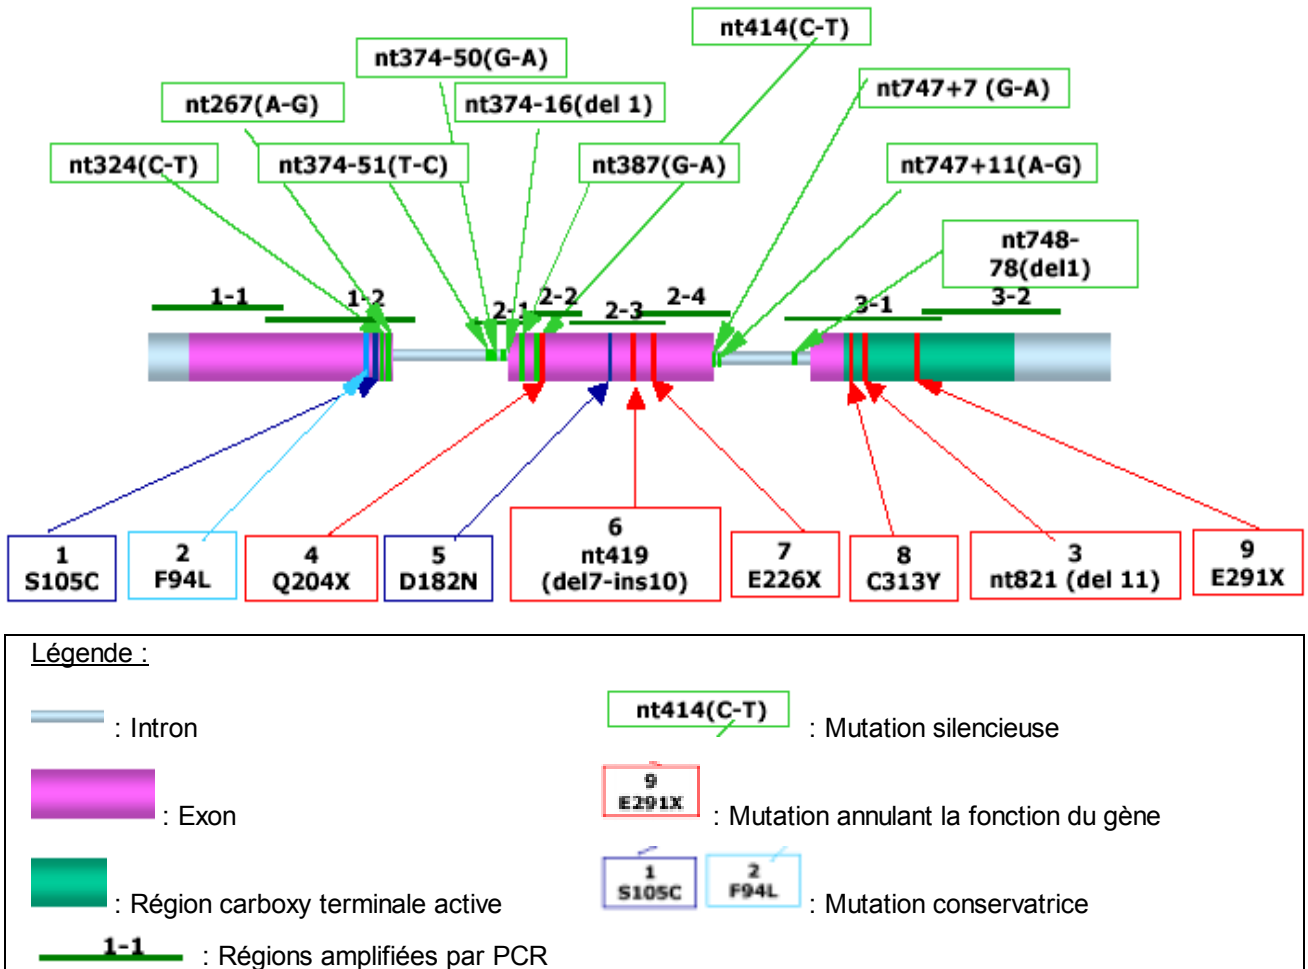 nt414(C-T)
nt374-50(G-A)
nt747+7 (G-A)
nt267(A-G)
nt374-16(del 1)
nt324(C-T)
nt374-51(T-C)
nt387(G-A)
nt747+11(A-G)
nt748-
78(del1)
1-1
1-2
2-1
2-2
2-3
2-4
3-1
3-2
1
S105C
2
F94L
4
Q204X
5
D182N
6
nt419
(del7-ins10)
7
E226X
8
C313Y
3
nt821 (del 11)
9
E291X
Légende :
: Intron
nt414(C-T)
: Mutation silencieuse
: Exon
9
E291X
: Mutation annulant la fonction du gène
: Région carboxy terminale active
1
S105C
2
F94L
: Mutation conservatrice
1-1
: Régions amplifiées par PCR